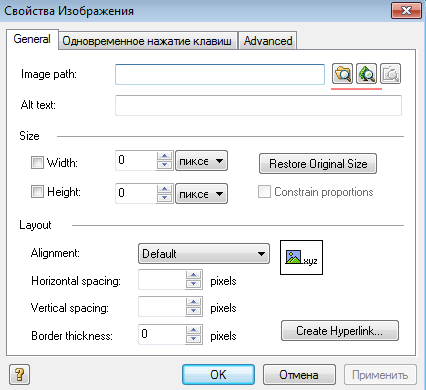 Свойства Изображения
General Одновременное нажатие клавиш Advanced
Image path:
Alt text:
Size
Width: 0 пиксе Restore Original Size
Height: 0 пиксе Constrain proportions
Layout
Alignment: Default xyz
Horizontal spacing: pixels
Vertical spacing: pixels
Border thickness: 0 pixels Create Hyperlink...
? OK Отмена Применить